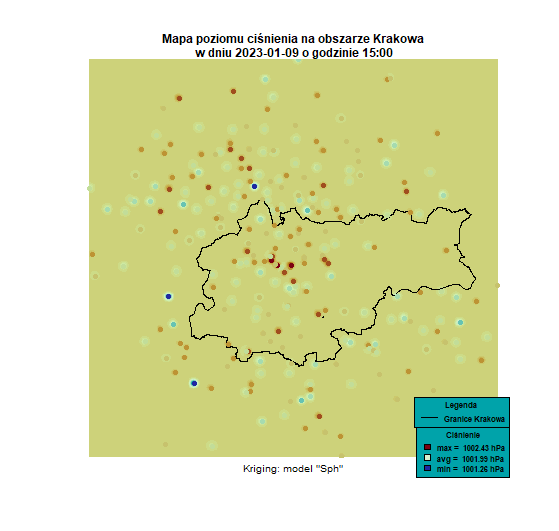 Mapa poziomu ciśnienia na obszarze Krakowa
w dniu 2023-01-09 o godzinie 15:00
Legenda
Granice Krakowa
Ciśnienie
max = 1002.43 hPa
avg = 1001.99 hPa
min = 1001.26 hPa
Kriging: model "Sph"